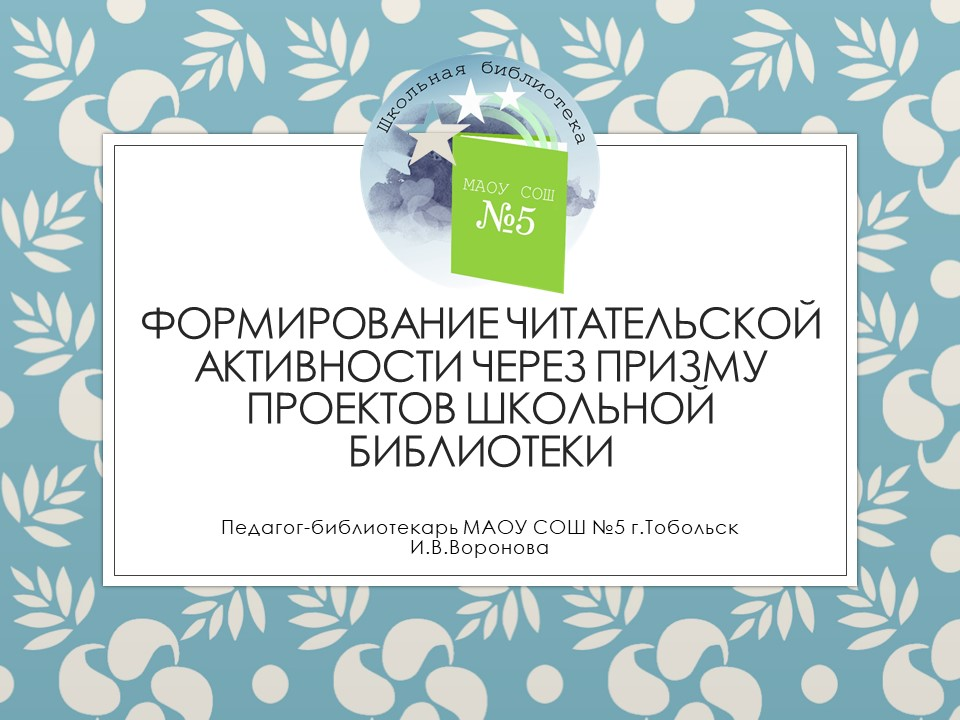 Школьная библиотека
МАОУ СОШ
№5
ФОРМИРОВАНИЕ ЧИТАТЕЛЬСКОЙ
АКТИВНОСТИ ЧЕРЕЗ ПРИЗМУ
ПРОЕКТОВ ШКОЛЬНОЙ
БИБЛИОТЕКИ
Педагог-библиотекарь МАОУ СОШ №5 г.Тобольск
И.В.Воронова